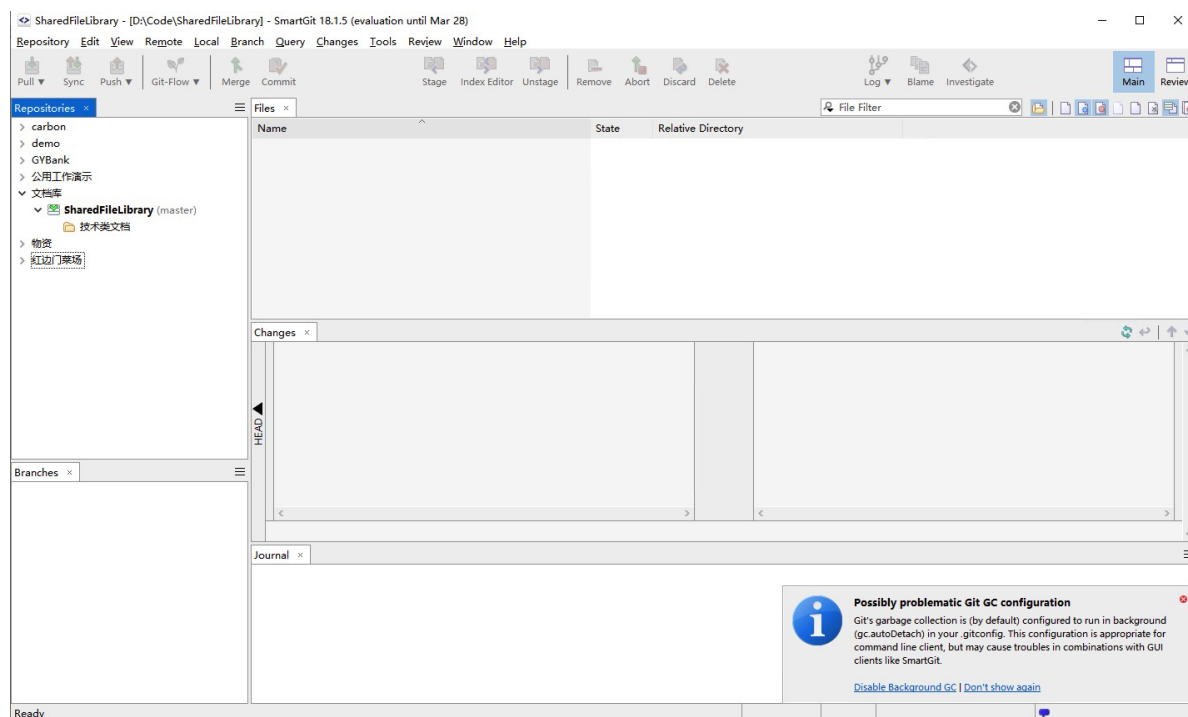 SharedFileLibrary - [D:\Code\SharedFileLibrary] - SmartGit 18.1.5 (evaluation until Mar 28)
Repository Edit View Remote Local Branch Query Changes Tools Review Window Help
Pull Sync Push Git-Flow Merge Commit Stage Index Editor Unstage Remove Abort Discard Delete Log Blame Investigate Main Review
Repositories
carbon
demo
GYBank
公用工作演示
文档库
SharedFileLibrary (master)
技术类文档
物资
红边门菜场
Files
File Filter
Name State Relative Directory
Changes
HEAD
Branches
Journal
Possibly problematic Git GC configuration
Git's garbage collection is (by default) configured to run in background
(gc.autoDetach) in your .gitconfig. This configuration is appropriate for
command line client, but may cause troubles in combinations with GUI
clients like SmartGit.
Disable Background GC | Don't show again
Ready